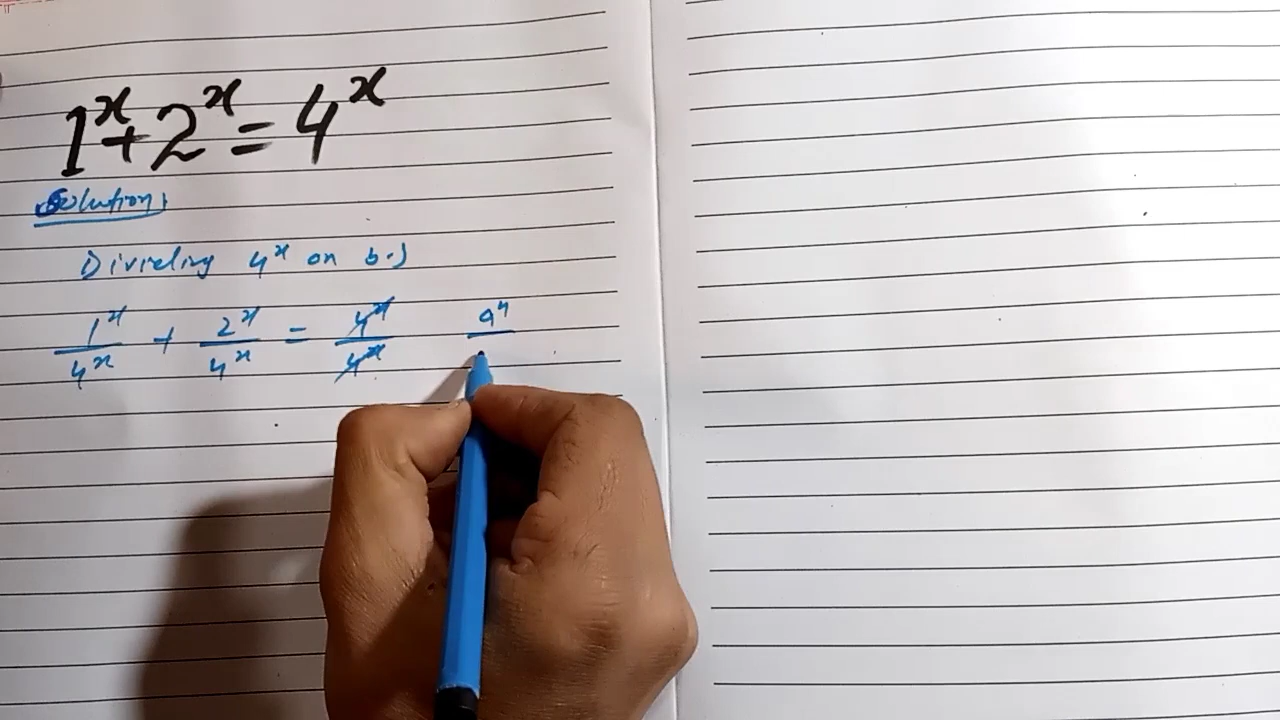 1^x + 2^x = 4^x
Solution:
Dividing 4^x on b.s
1^x/4^x + 2^x/4^x = 4^x/4^x a^n